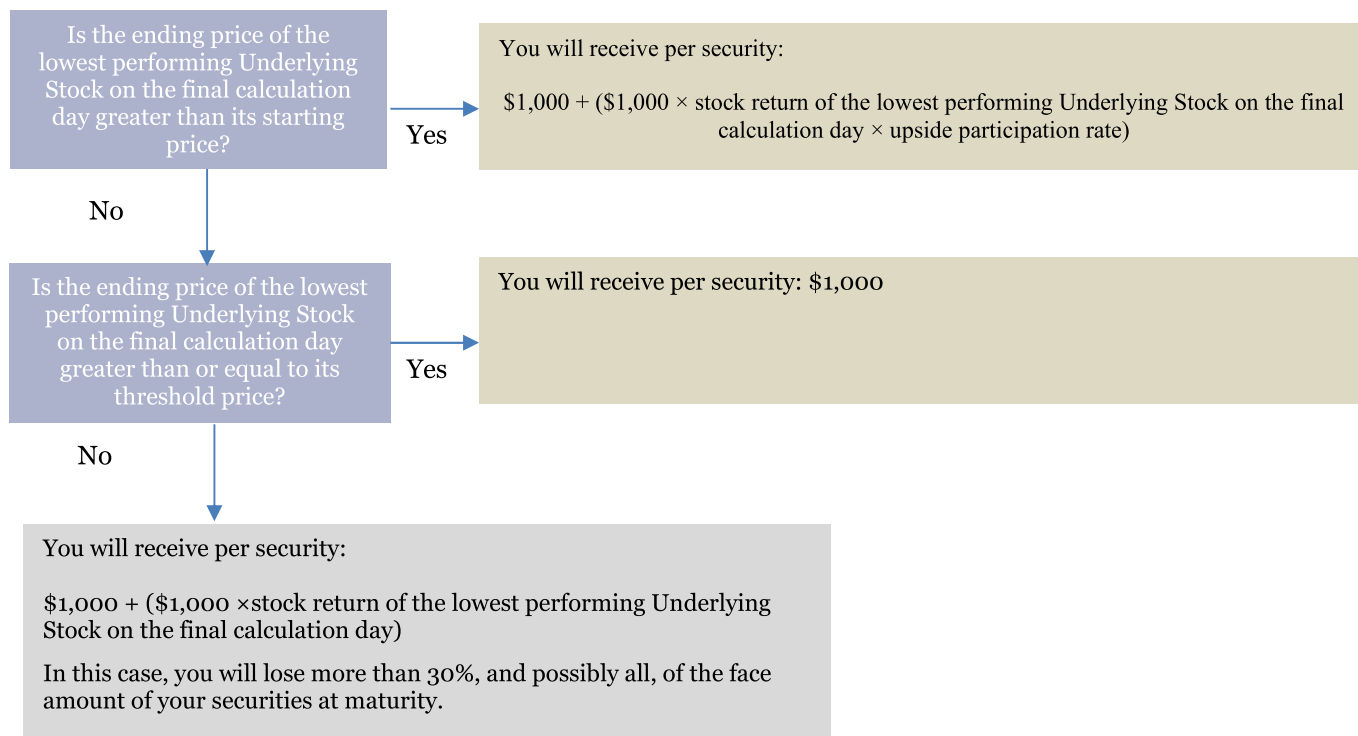 Is the ending price of the
lowest performing Underlying
Stock on the final calculation
day greater than its starting
price?
Yes
You will receive per security:
$1,000 + ($1,000 × stock return of the lowest performing Underlying Stock on the final
calculation day × upside participation rate)
No
Is the ending price of the lowest
performing Underlying Stock
on the final calculation day
greater than or equal to its
threshold price?
Yes
You will receive per security: $1,000
No
You will receive per security:
$1,000 + ($1,000 ×stock return of the lowest performing Underlying
Stock on the final calculation day)
In this case, you will lose more than 30%, and possibly all, of the face
amount of your securities at maturity.